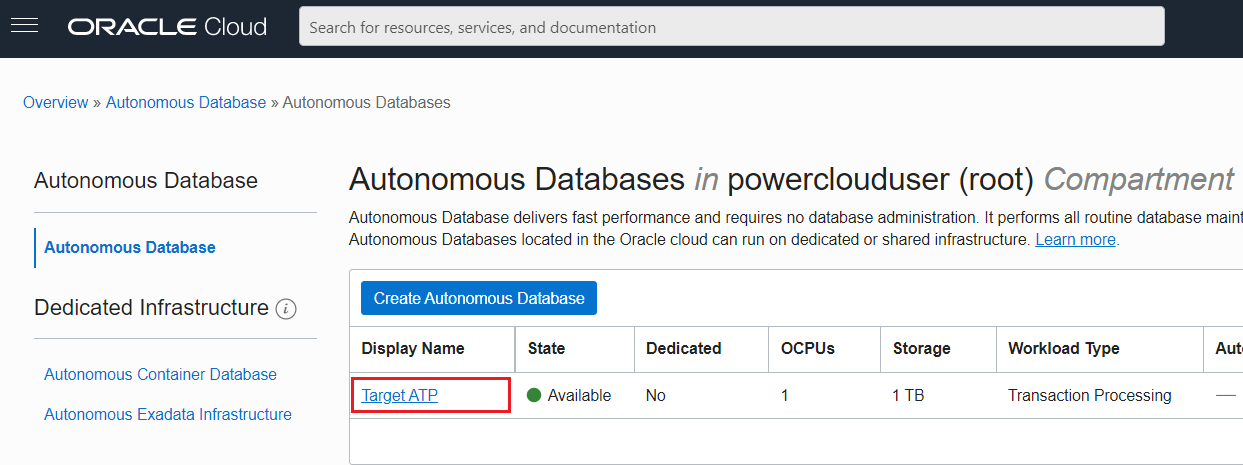 ORACLE Cloud
Search for resources, services, and documentation
Overview » Autonomous Database » Autonomous Databases
Autonomous Database
Autonomous Database
Dedicated Infrastructure i
Autonomous Container Database
Autonomous Exadata Infrastructure
Autonomous Databases in powerclouduser (root) Compartment
Autonomous Database delivers fast performance and requires no database administration. It performs all routine database maint
Autonomous Databases located in the Oracle cloud can run on dedicated or shared infrastructure. Learn more.
Create Autonomous Database
Display Name State Dedicated OCPUs Storage Workload Type Auto
Target ATP Available No 1 1 TB Transaction Processing —